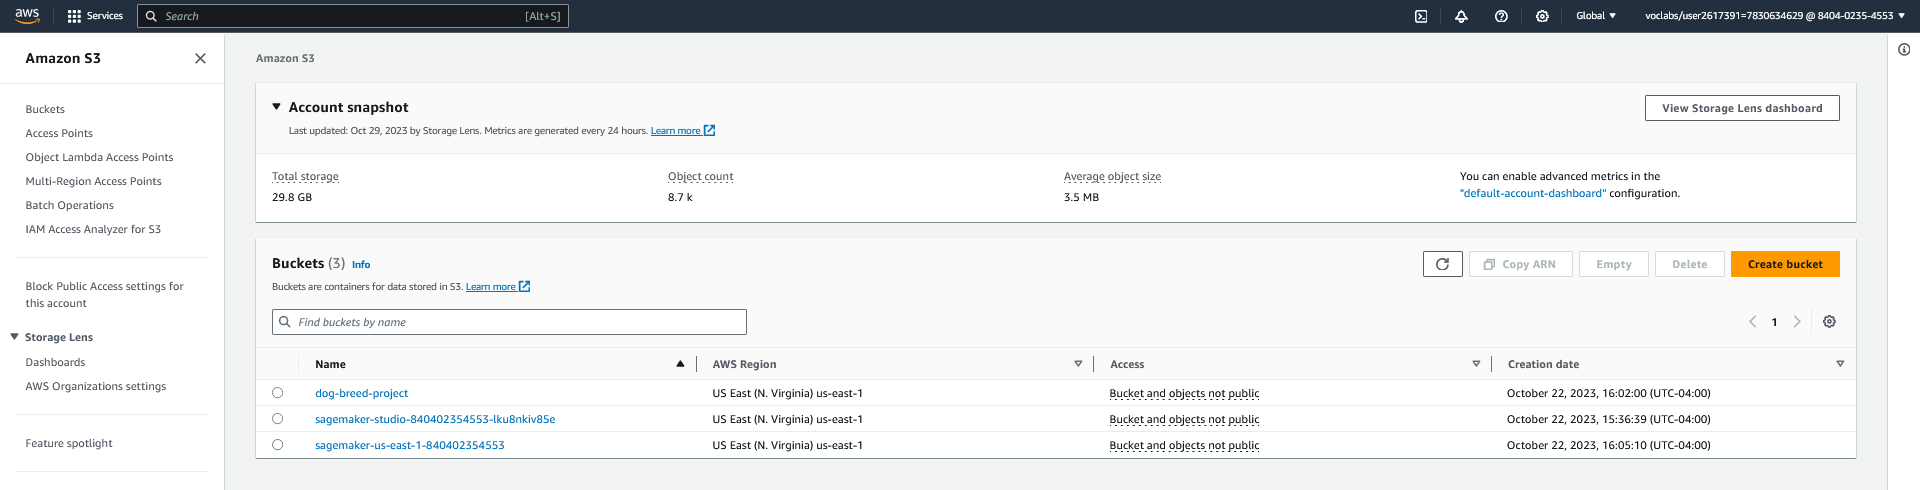 aws Services Search [Alt+S] Global voclabs/user2617391=7830634629 @ 8404-0235-4553
Amazon S3
Buckets
Access Points
Object Lambda Access Points
Multi-Region Access Points
Batch Operations
IAM Access Analyzer for S3
Block Public Access settings for
this account
Storage Lens
Dashboards
AWS Organizations settings
Feature spotlight
Amazon S3
Account snapshot
View Storage Lens dashboard
Last updated: Oct 29, 2023 by Storage Lens. Metrics are generated every 24 hours. Learn more
Total storage
29.8 GB
Object count
8.7 k
Average object size
3.5 MB
You can enable advanced metrics in the
"default-account-dashboard" configuration.
Buckets (3) Info
Copy ARN Empty Delete Create bucket
Buckets are containers for data stored in S3. Learn more
Find buckets by name
1
Name AWS Region Access Creation date
dog-breed-project US East (N. Virginia) us-east-1 Bucket and objects not public October 22, 2023, 16:02:00 (UTC-04:00)
sagemaker-studio-840402354553-lku8nkiv85e US East (N. Virginia) us-east-1 Bucket and objects not public October 22, 2023, 15:36:39 (UTC-04:00)
sagemaker-us-east-1-840402354553 US East (N. Virginia) us-east-1 Bucket and objects not public October 22, 2023, 16:05:10 (UTC-04:00)